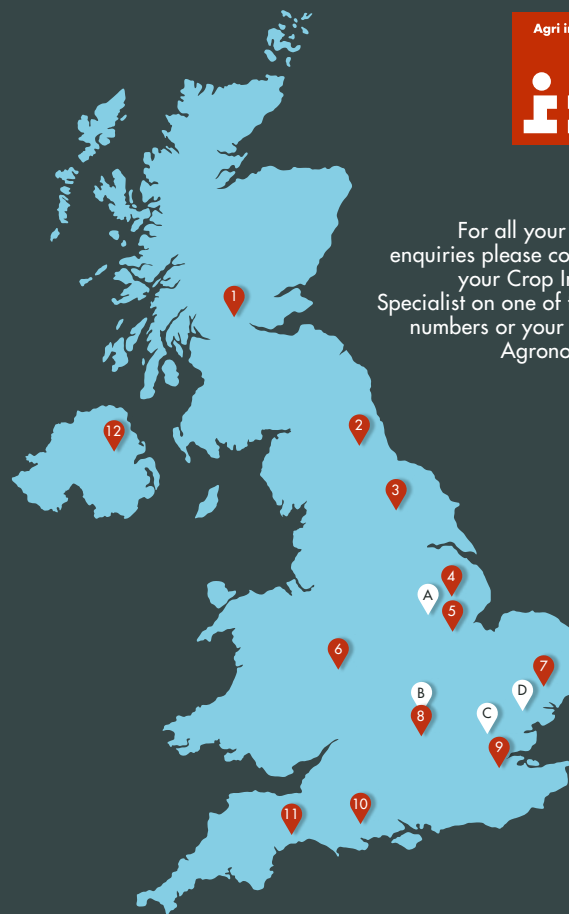 Agri in
For all your
enquiries please co
your Crop In
Specialist on one of
numbers or your
Agrono
1
12
2
3
4
A
5
6
7
D
B
C
8
9
10
11